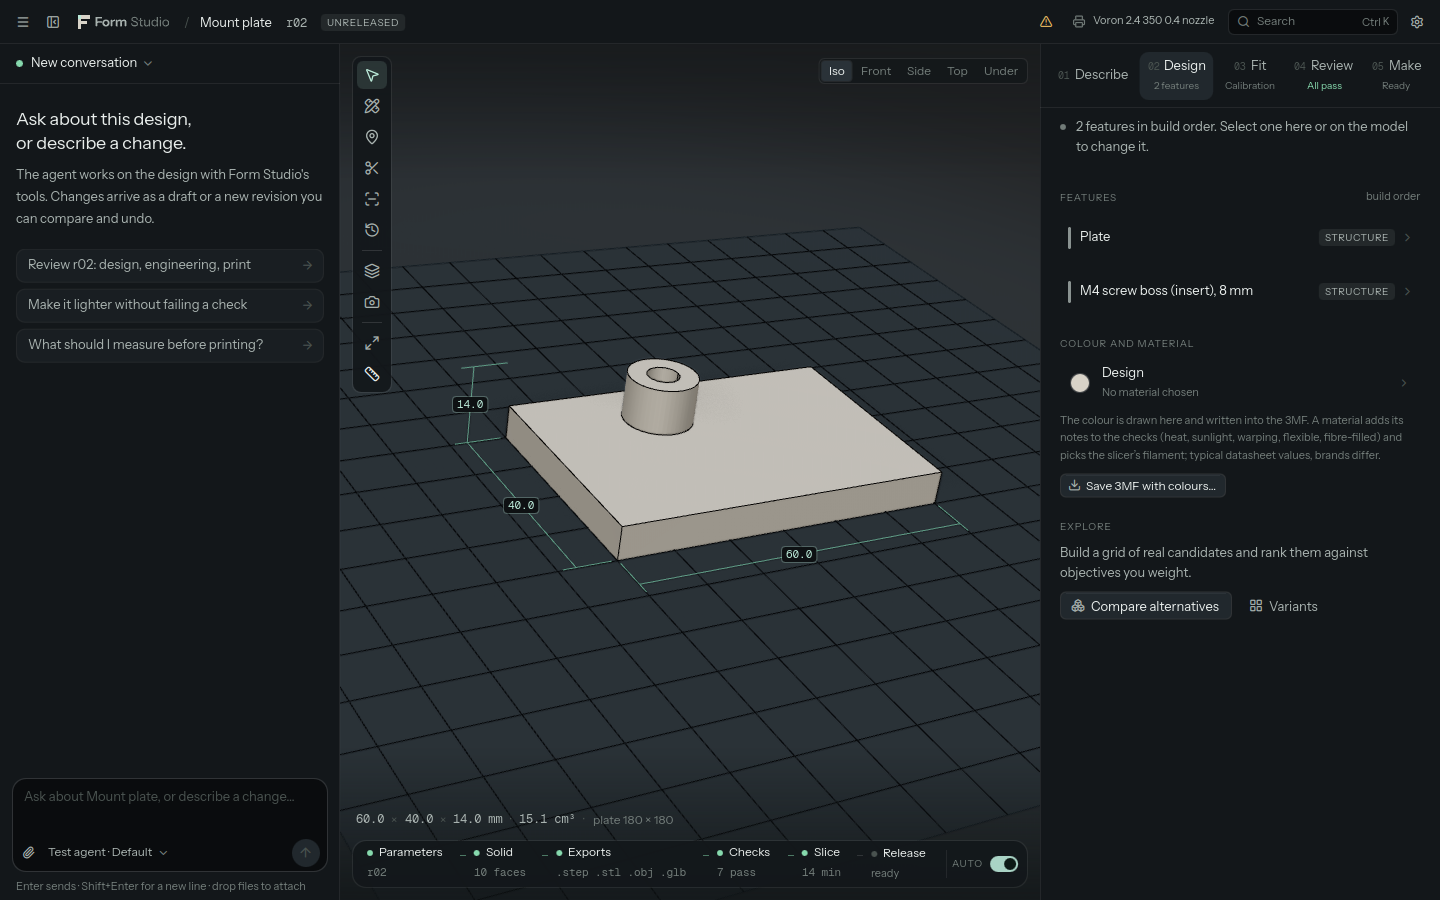 Form Studio / Mount plate r02 UNRELEASED
Voron 2.4 350 0.4 nozzle
Search Ctrl K
New conversation
Ask about this design,
or describe a change.
The agent works on the design with Form Studio's
tools. Changes arrive as a draft or a new revision you
can compare and undo.
Review r02: design, engineering, print
Make it lighter without failing a check
What should I measure before printing?
Ask about Mount plate, or describe a change...
Test agent · Default
Enter sends · Shift+Enter for a new line · drop files to attach
Iso Front Side Top Under
14.0
40.0
60.0
60.0 × 40.0 × 14.0 mm · 15.1 cm³ · plate 180 × 180
Parameters
r02
Solid
10 faces
Exports
.step .stl .obj .glb
Checks
7 pass
Slice
14 min
Release
ready
AUTO
01 Describe
02 Design
2 features
03 Fit
Calibration
04 Review
All pass
05 Make
Ready
2 features in build order. Select one here or on the model
to change it.
FEATURES build order
Plate STRUCTURE
M4 screw boss (insert), 8 mm STRUCTURE
COLOUR AND MATERIAL
Design
No material chosen
The colour is drawn here and written into the 3MF. A material adds its
notes to the checks (heat, sunlight, warping, flexible, fibre-filled) and
picks the slicer's filament; typical datasheet values, brands differ.
Save 3MF with colours...
EXPLORE
Build a grid of real candidates and rank them against
objectives you weight.
Compare alternatives Variants